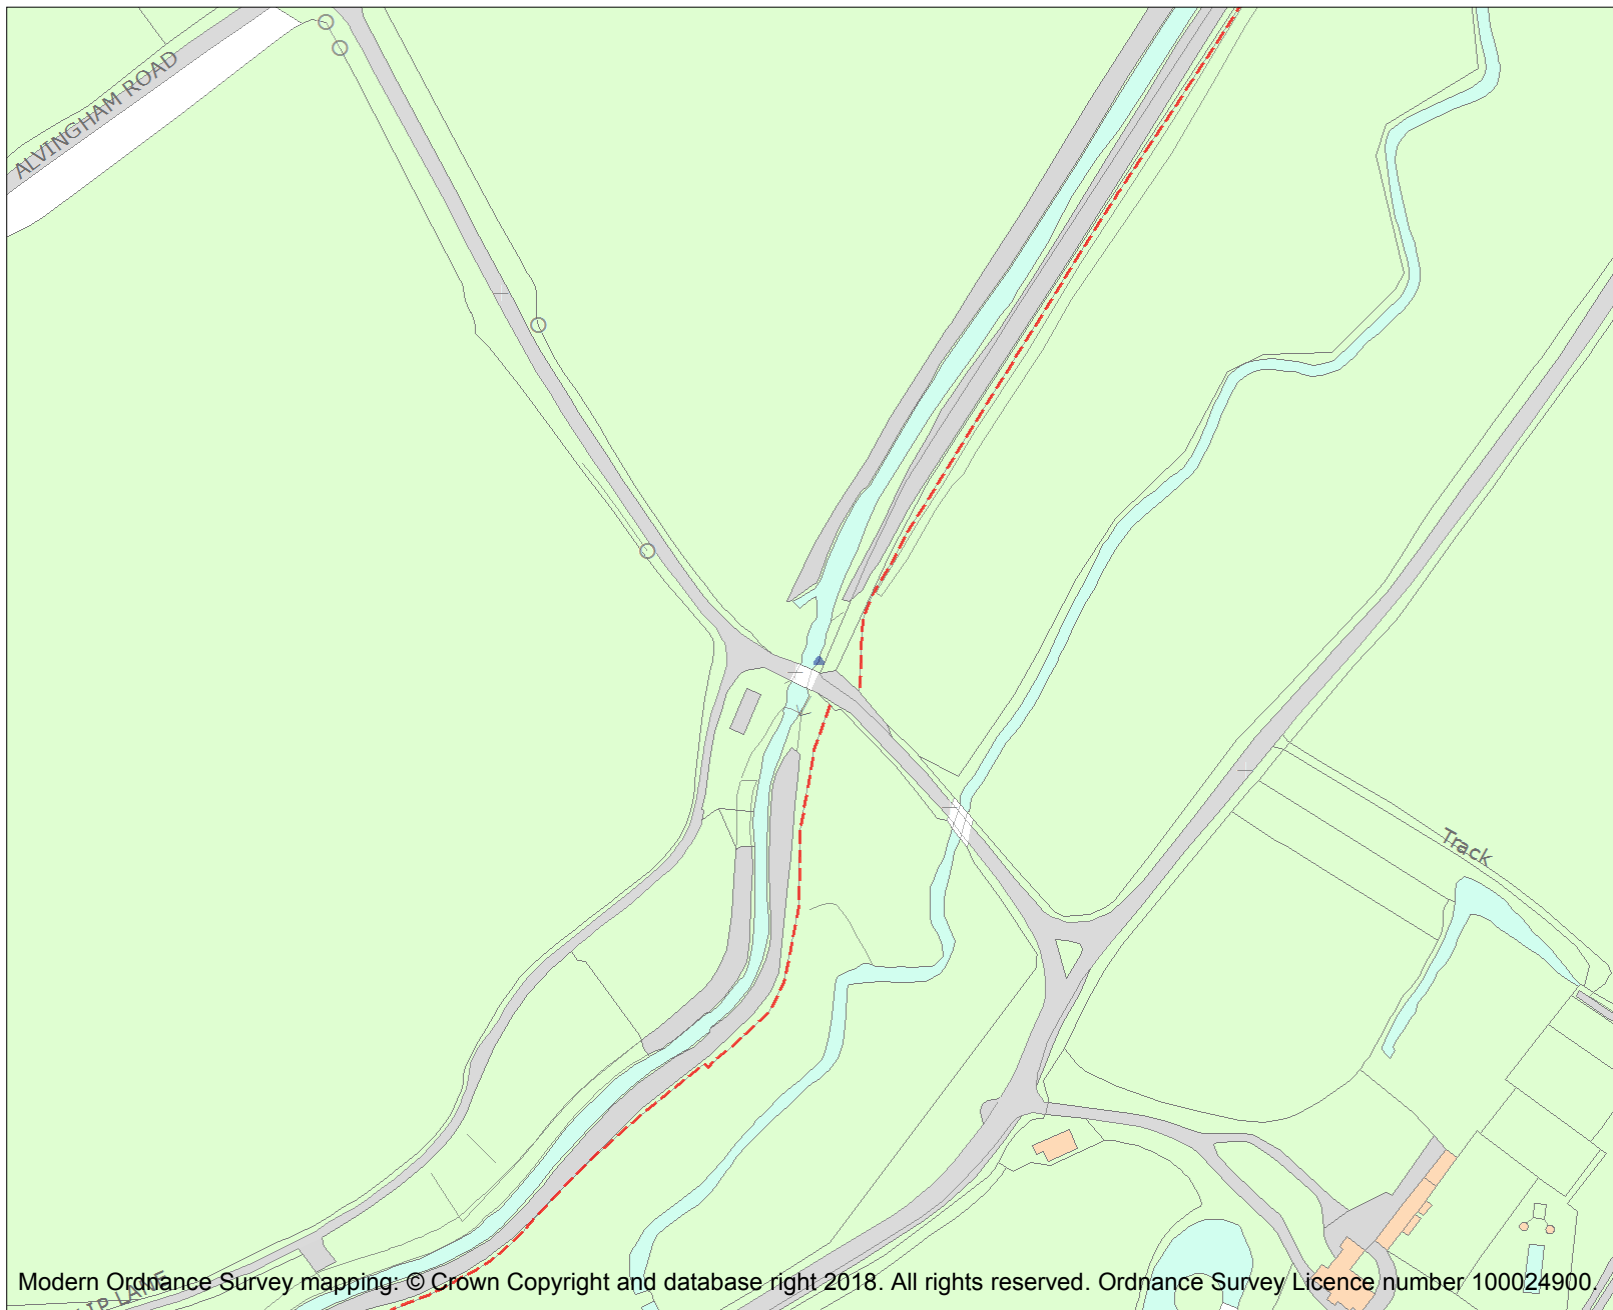 ALVINGHAM ROAD
Track
LANE
Modern Ordnance Survey mapping: © Crown Copyright and database right 2018. All rights reserved. Ordnance Survey Licence number 100024900.